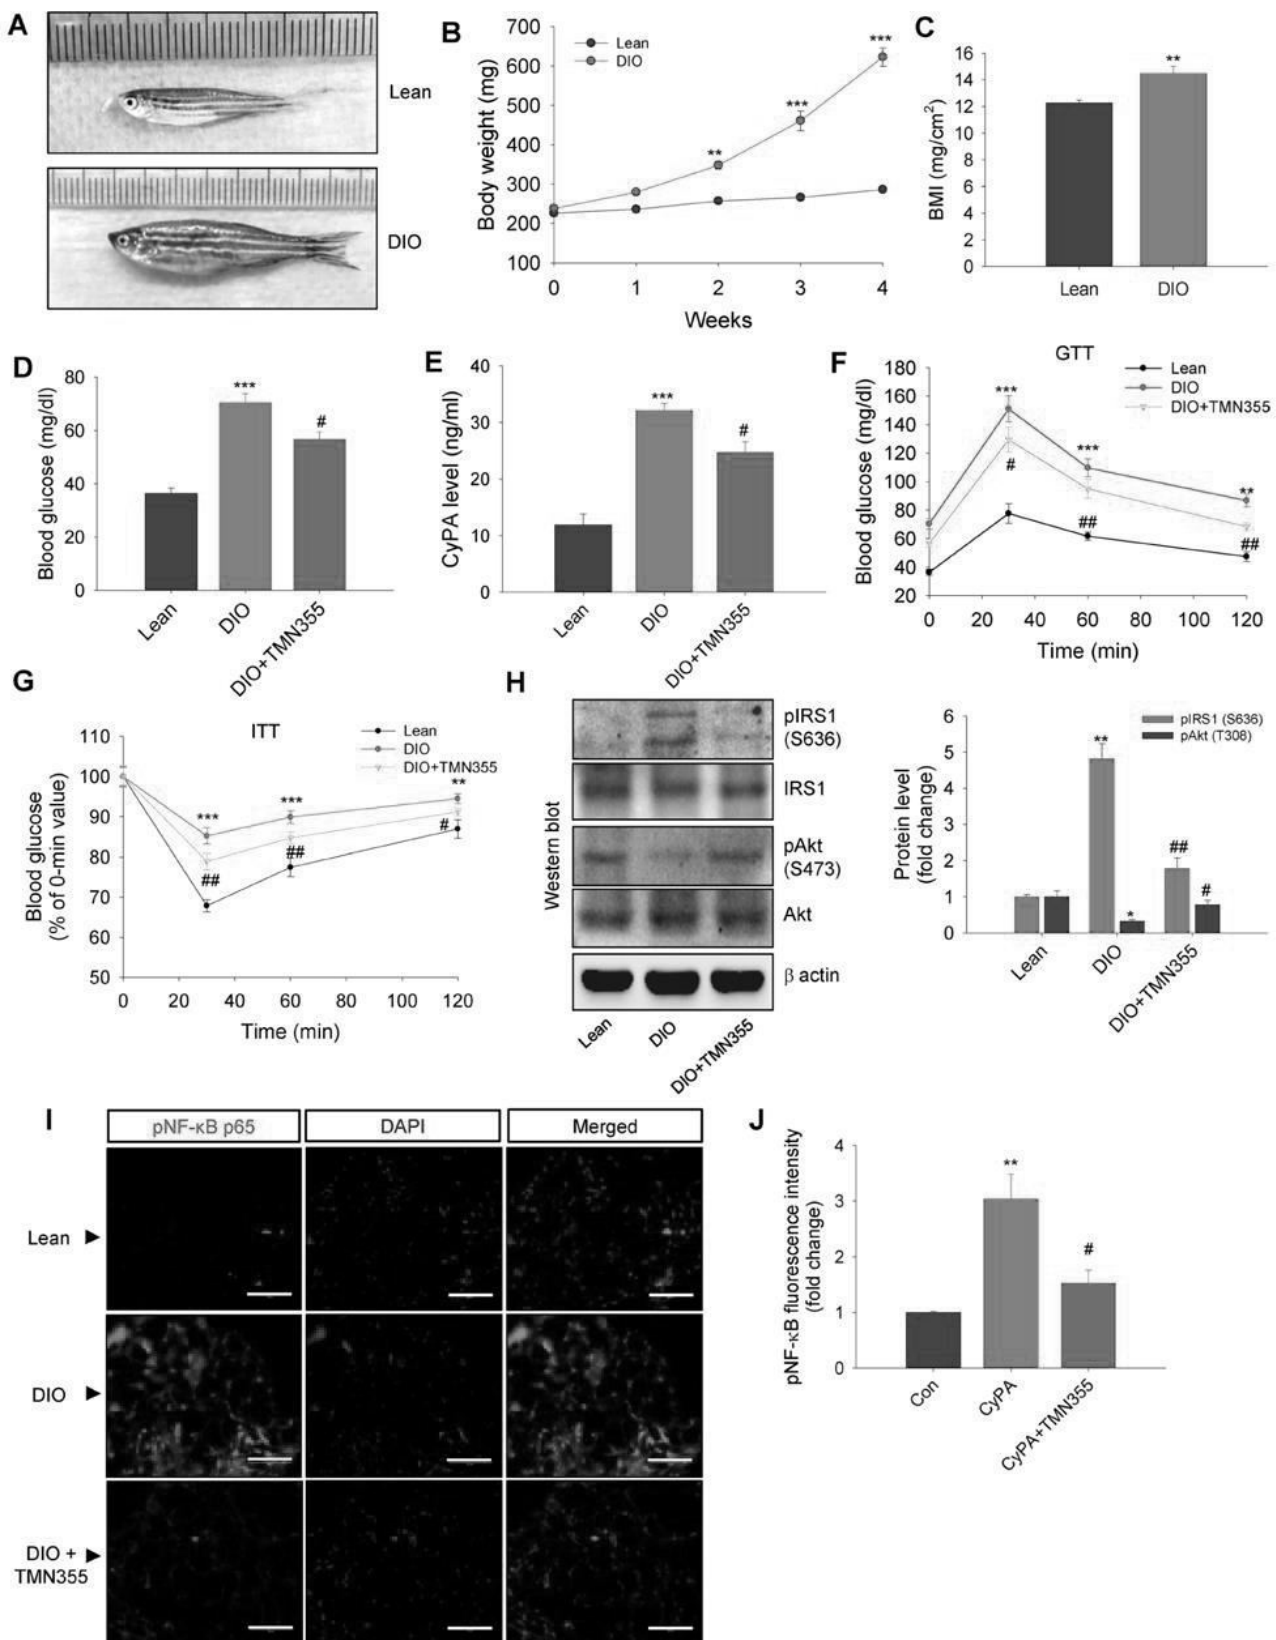 A
Lean
DIO
B
700
600
500
400
300
200
100
Body weight (mg)
Lean
DIO
**
***
***
0
1
2
3
4
Weeks
C
16
14
12
10
8
6
4
2
0
BMI (mg/cm²)
**
Lean
DIO
D
80
60
40
20
0
Blood glucose (mg/dl)
***
#
Lean
DIO
DIO+TMN355
E
40
30
20
10
0
CyPA level (ng/ml)
***
#
Lean
DIO
DIO+TMN355
F
GTT
180
160
140
120
100
80
60
40
20
Blood glucose (mg/dl)
Lean
DIO
DIO+TMN355
***
#
***
##
**
##
0
20
40
60
80
100
120
Time (min)
G
ITT
110
100
90
80
70
60
50
Blood glucose
(% of 0-min value)
Lean
DIO
DIO+TMN355
***
##
***
##
**
#
0
20
40
60
80
100
120
Time (min)
H
Western blot
pIRS1
(S636)
IRS1
pAkt
(S473)
Akt
β actin
Lean
DIO
DIO+TMN355
6
5
4
3
2
1
0
Protein level
(fold change)
pIRS1 (S636)
pAkt (T308)
**
*
##
#
Lean
DIO
DIO+TMN355
I
pNF-κB p65
DAPI
Merged
Lean
DIO
DIO +
TMN355
J
4
3
2
1
0
pNF-κB fluorescence intensity
(fold change)
**
#
Con
CyPA
CyPA+TMN355